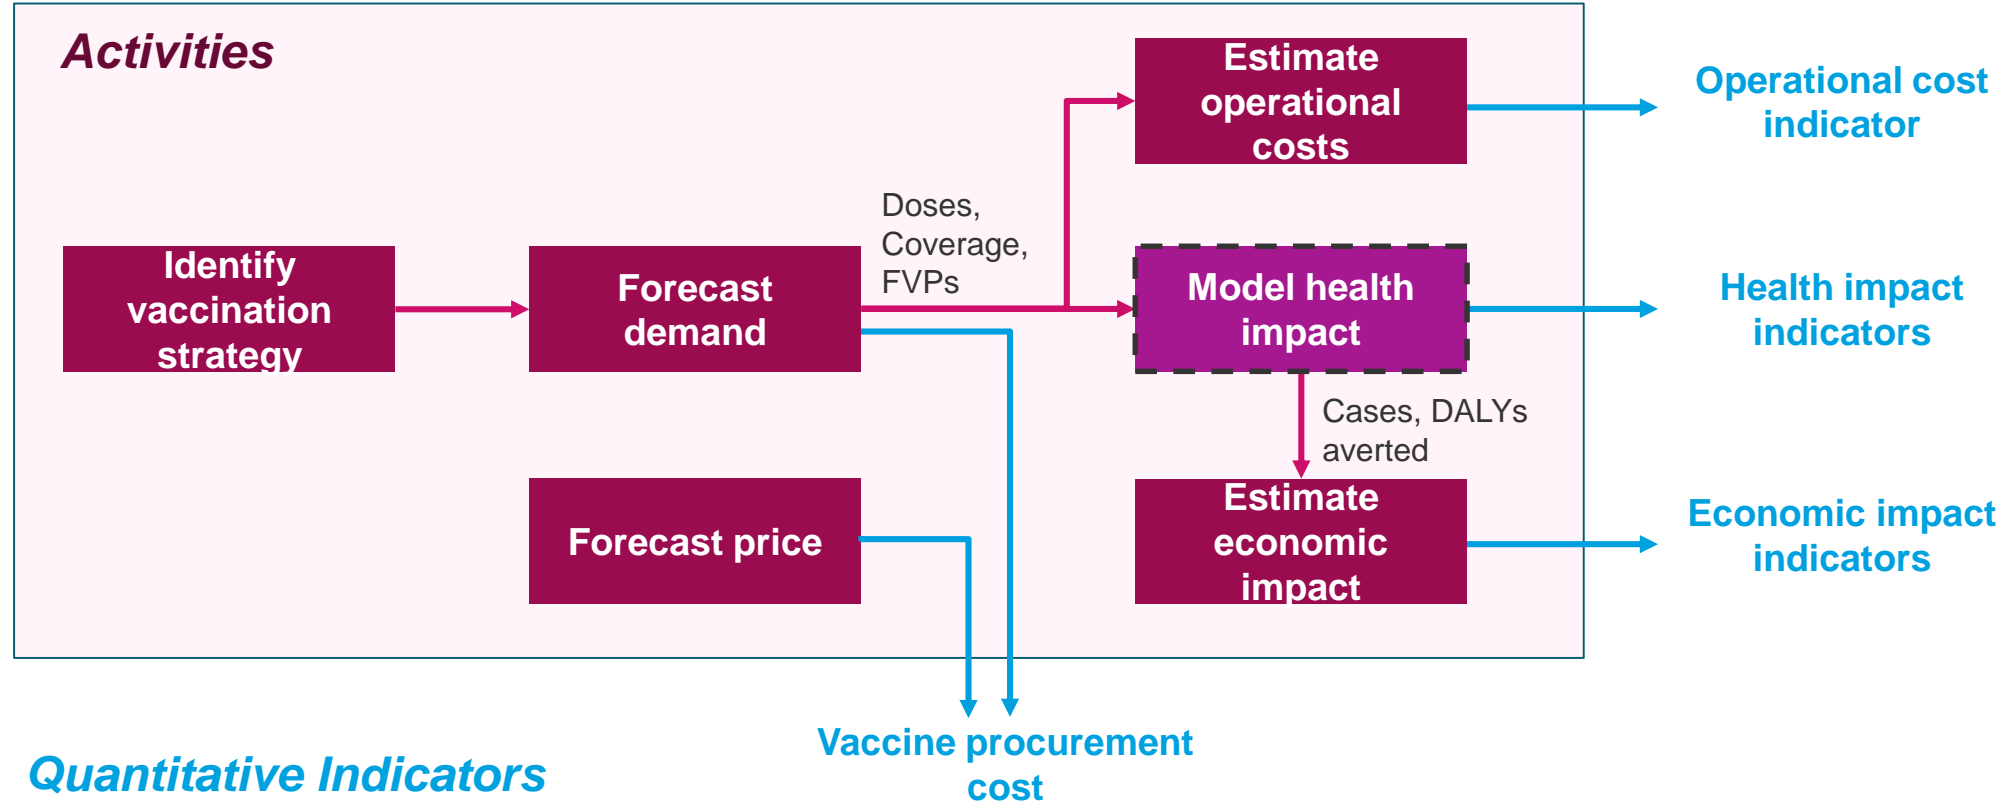 Activities
Estimate
operational
costs
Operational cost
indicator
Doses,
Coverage,
FVPs
Identify
vaccination
strategy
Forecast
demand
Model health
impact
Health impact
indicators
Cases, DALYs
averted
Forecast price
Estimate
economic
impact
Economic impact
indicators
Vaccine procurement
cost
Quantitative Indicators